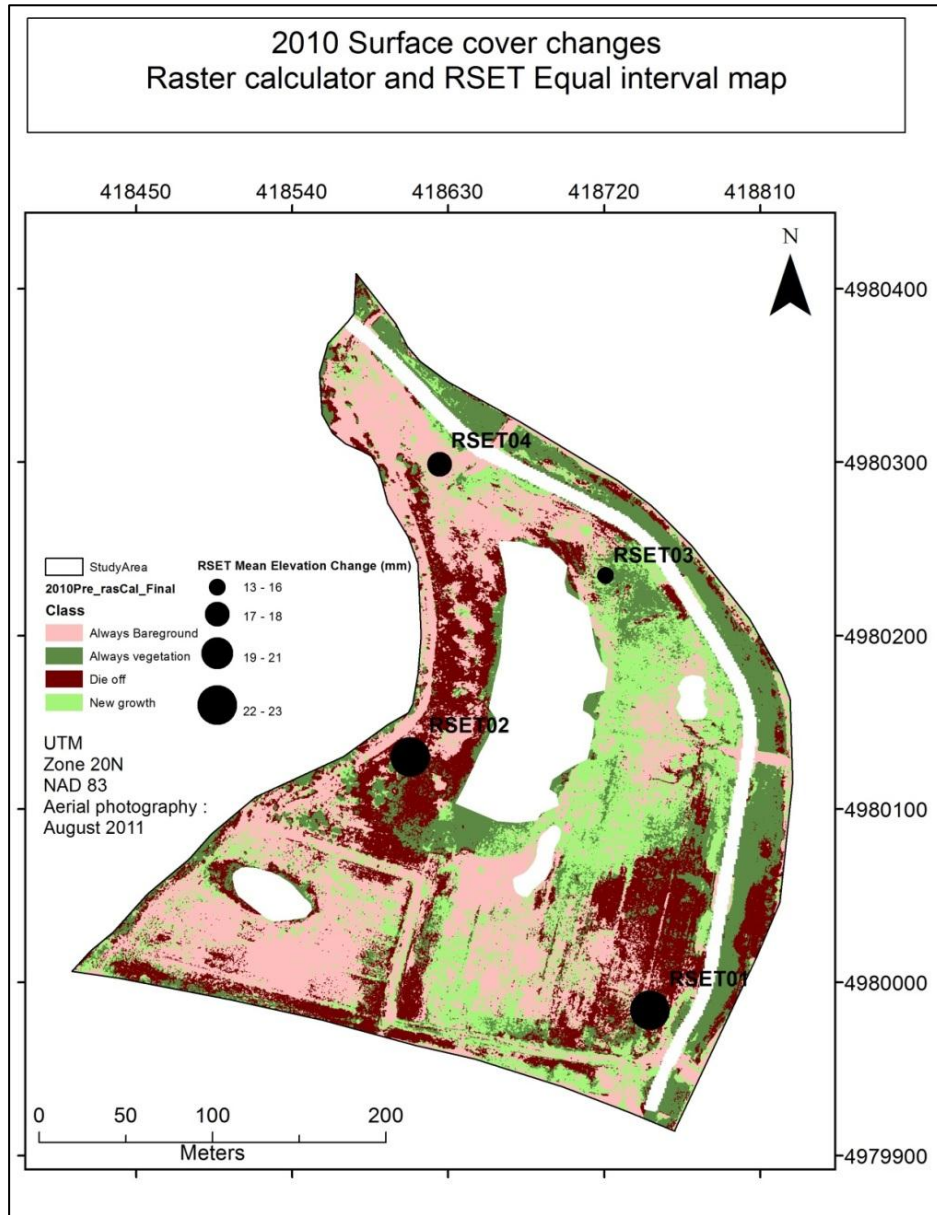 2010 Surface cover changes
Raster calculator and RSET Equal interval map
418450 418540 418630 418720 418810
N
4980400
4980300
4980200
4980100
4980000
4979900
RSET04
RSET03
RSET02
RSET01
StudyArea
2010Pre_rasCal_Final
Class
Always Bareground
Always vegetation
Die off
New growth
RSET Mean Elevation Change (mm)
13 - 16
17 - 18
19 - 21
22 - 23
UTM
Zone 20N
NAD 83
Aerial photography :
August 2011
0 50 100 200
Meters